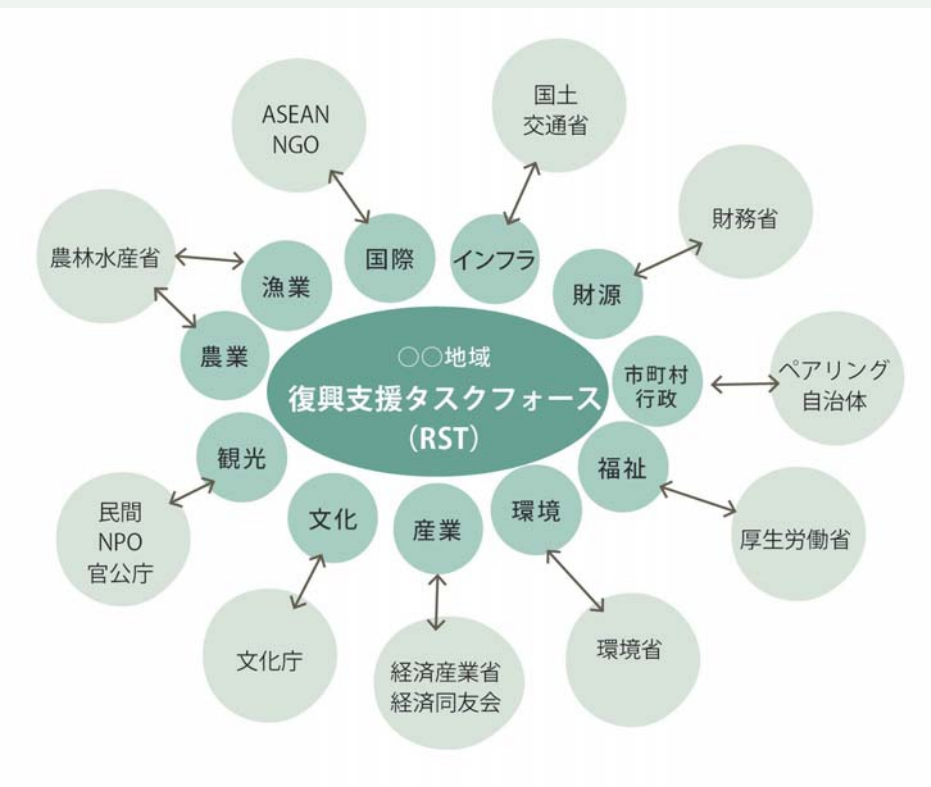 ASEAN
NGO
国土
交通省
財務省
農林水産省
漁業
国際
インフラ
財源
農業
○○地域
復興支援タスクフォース
(RST)
市町村
行政
ペアリング
自治体
観光
福祉
民間
NPO
官公庁
文化
産業
環境
厚生労働省
文化庁
経済産業省
経済同友会
環境省